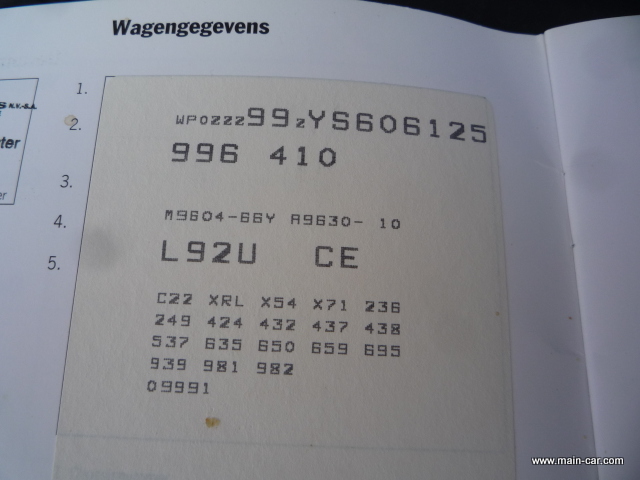 Wagengegevens
1.
S N.V.-S.A.
WPOZZZ99ZYS606125
2.
996 410
3.
M9604-66Y A9630- 10
4.
L92U CE
5.
C22 XRL X54 X71 236
249 424 432 437 438
537 635 650 659 695
939 981 982
09991
www.main-car.com